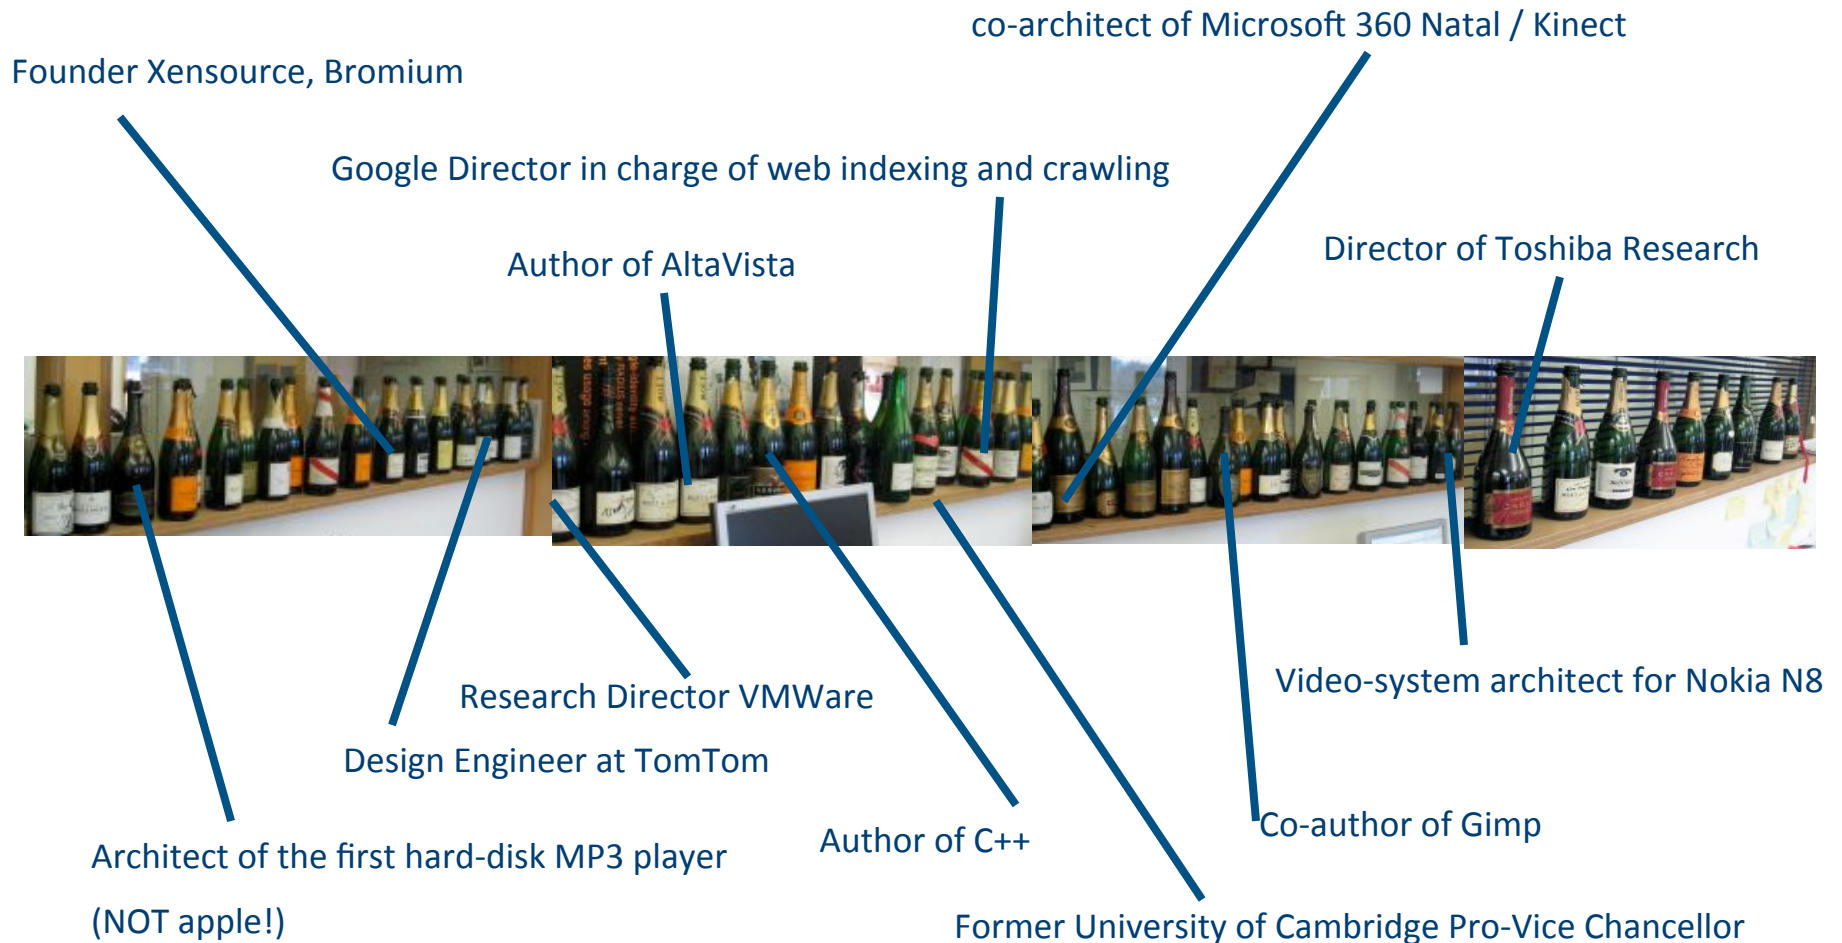 co-architect of Microsoft 360 Natal / Kinect
Founder Xensource, Bromium
Google Director in charge of web indexing and crawling
Director of Toshiba Research
Author of AltaVista
Research Director VMWare
Video-system architect for Nokia N8
Design Engineer at TomTom
Co-author of Gimp
Author of C++
Architect of the first hard-disk MP3 player
(NOT apple!)
Former University of Cambridge Pro-Vice Chancellor